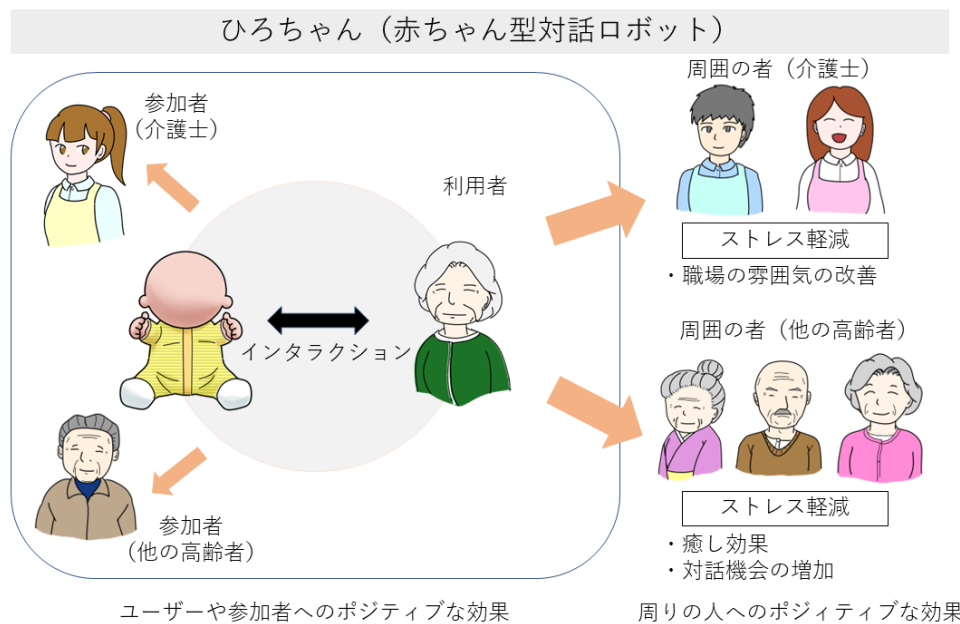 ひろちゃん（赤ちゃん型対話ロボット）
参加者
（介護士）
利用者
インタラクション
参加者
（他の高齢者）
ユーザーや参加者へのポジティブな効果
周囲の者（介護士）
ストレス軽減
・職場の雰囲気の改善
周囲の者（他の高齢者）
ストレス軽減
・癒し効果
・対話機会の増加
周りの人へのポジィティブな効果